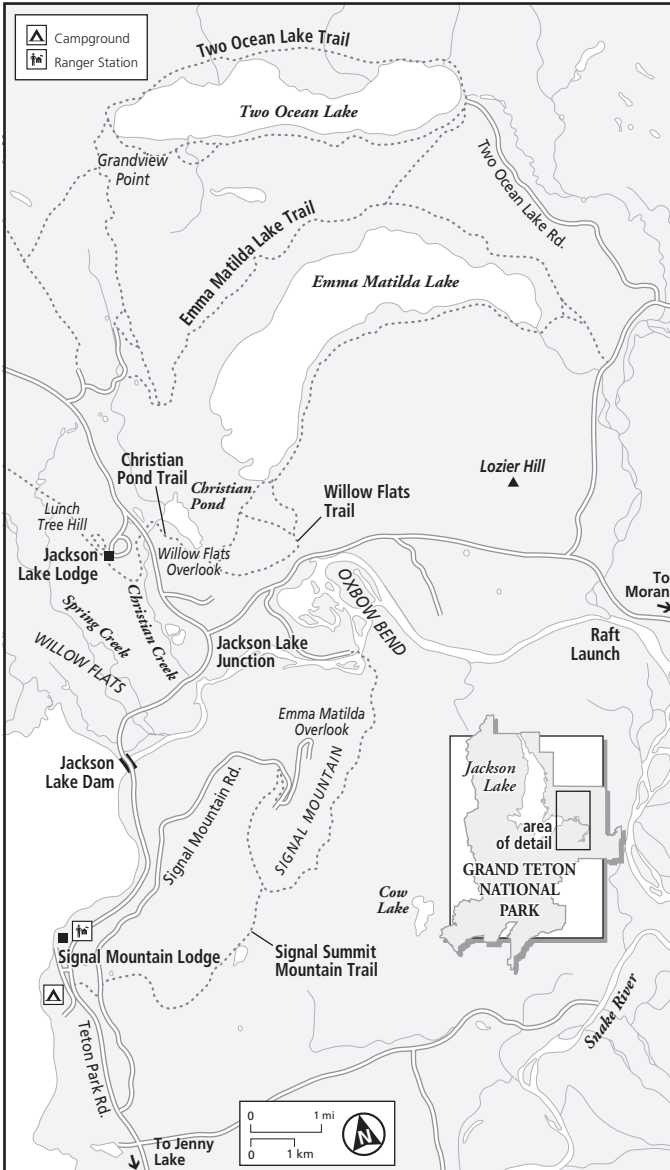 Campground
Ranger Station
Two Ocean Lake Trail
Two Ocean Lake
Grandview
Point
Two Ocean Lake Rd.
Emma Matilda Lake Trail
Emma Matilda Lake
Lozier Hill
Christian
Pond Trail
Christian
Pond
Willow Flats
Trail
Lunch
Tree Hill
Jackson
Lake Lodge
Willow Flats
Overlook
To
Moran
OXBOW BEND
Spring Creek
Christian Creek
WILLOW FLATS
Jackson Lake
Junction
Raft
Launch
Emma Matilda
Overlook
Jackson
Lake Dam
Signal Mountain Rd.
SIGNAL MOUNTAIN
Jackson
Lake
area
of detail
GRAND TETON
NATIONAL
PARK
Cow
Lake
Signal Mountain Lodge
Signal Summit
Mountain Trail
Snake River
Teton Park Rd.
To Jenny
Lake
0 1 mi
0 1 km
N